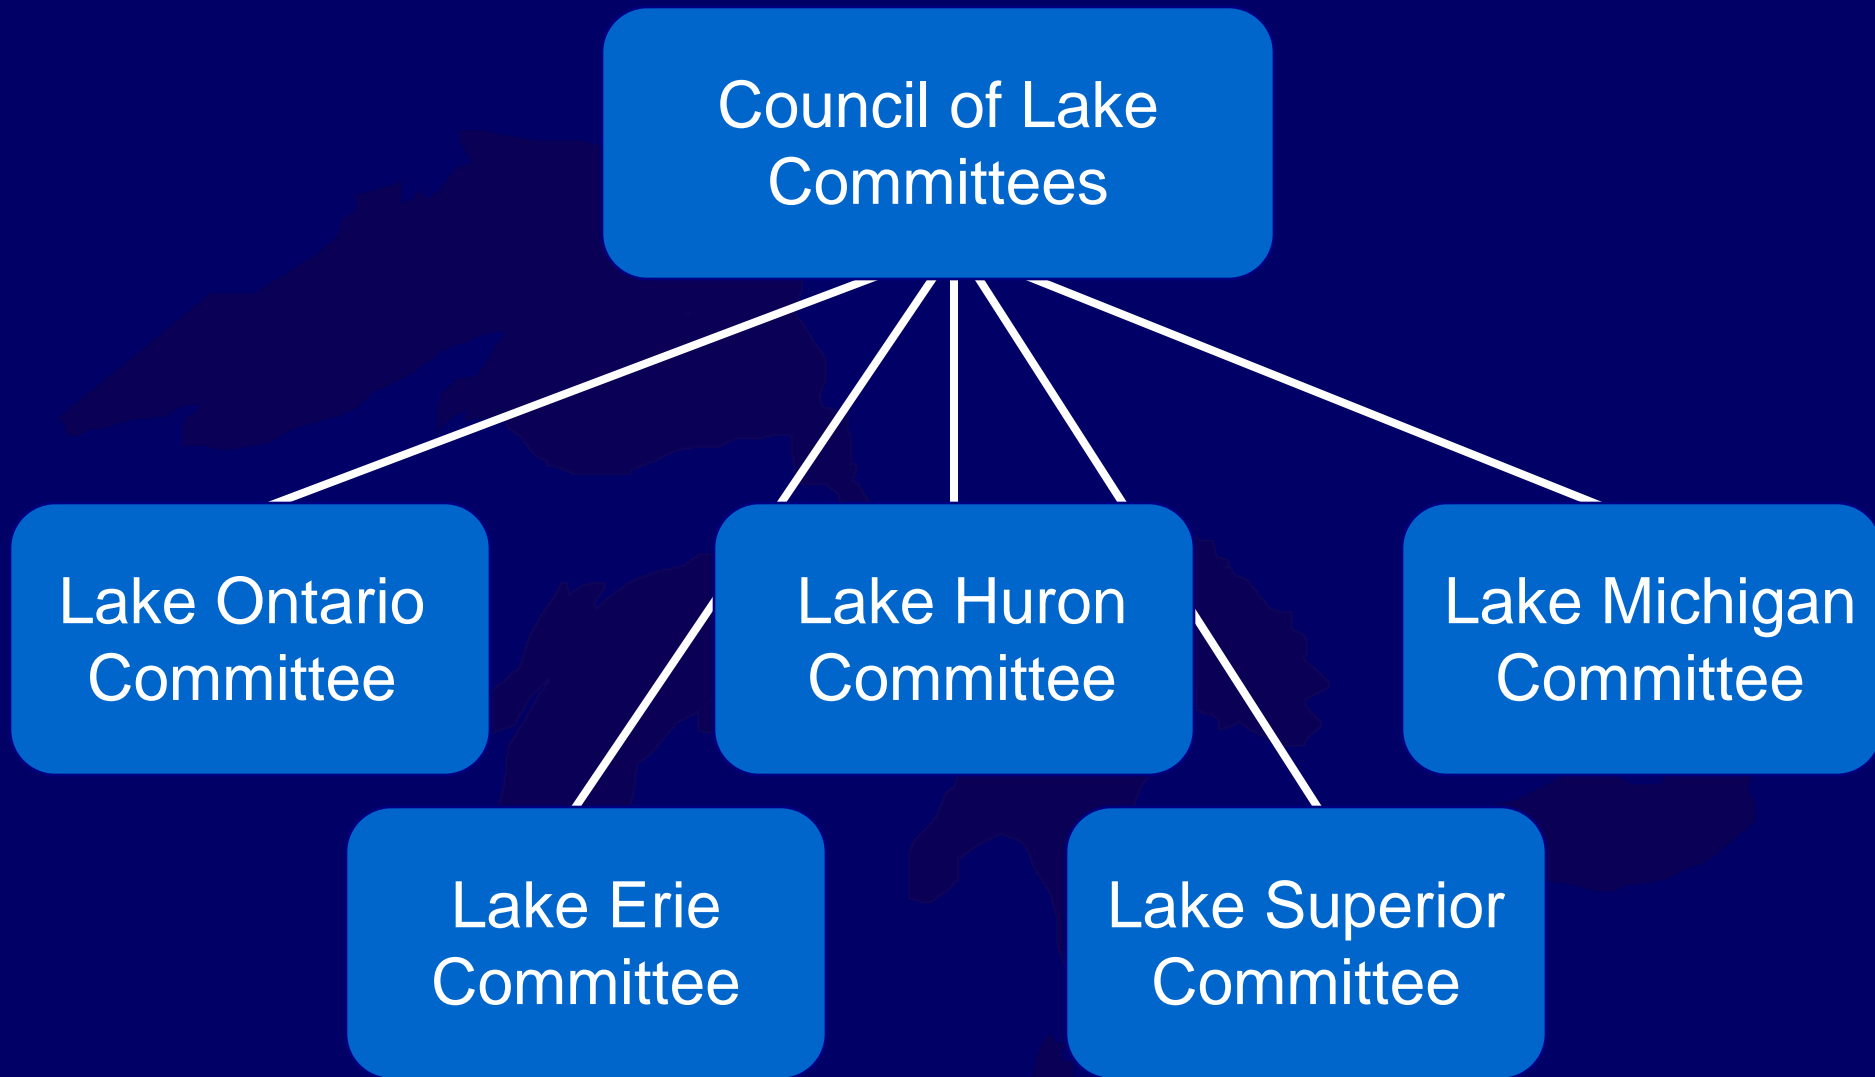 Council of Lake
Committees
Lake Ontario
Committee
Lake Huron
Committee
Lake Michigan
Committee
Lake Erie
Committee
Lake Superior
Committee